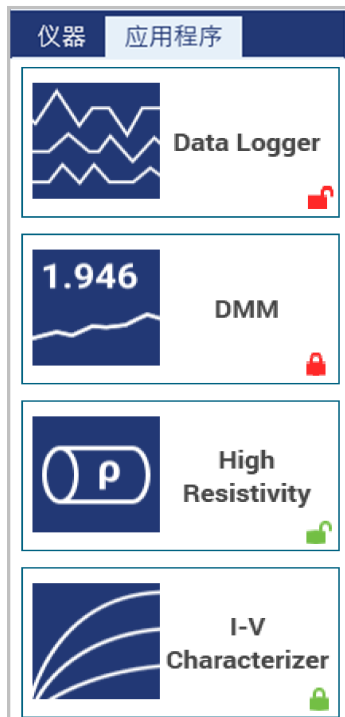 仪器 应用程序
Data Logger
1.946
DMM
ρ
High
Resistivity
I-V
Characterizer